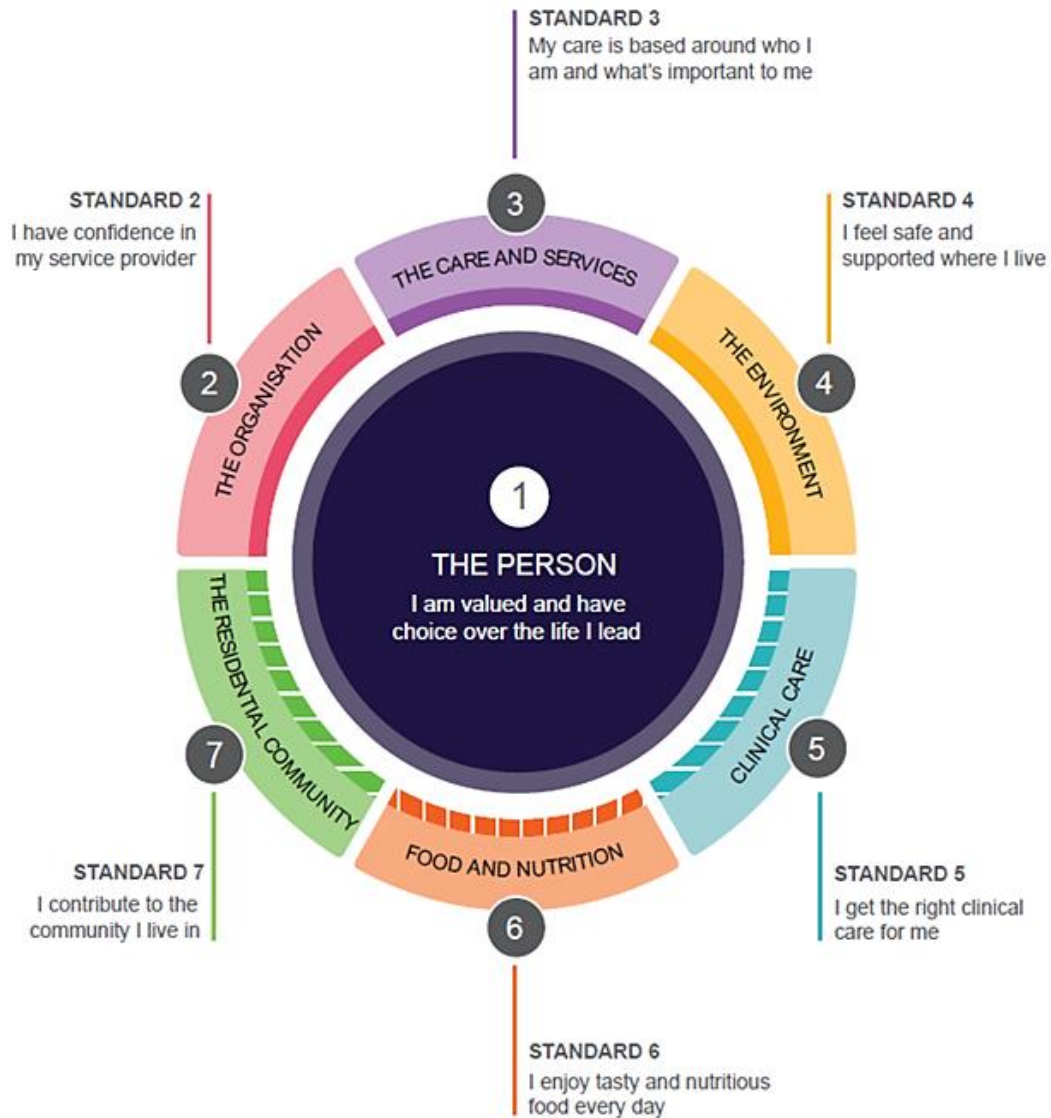 STANDARD 3
My care is based around who I
am and what's important to me
3
THE CARE AND SERVICES
STANDARD 2
I have confidence in
my service provider
2
THE ORGANISATION
STANDARD 4
I feel safe and
supported where I live
4
THE ENVIRONMENT
1
THE PERSON
I am valued and have
choice over the life I lead
THE RESIDENTIAL COMMUNITY
7
STANDARD 7
I contribute to the
community I live in
CLINICAL CARE
5
STANDARD 5
I get the right clinical
care for me
FOOD AND NUTRITION
6
STANDARD 6
I enjoy tasty and nutritious
food every day